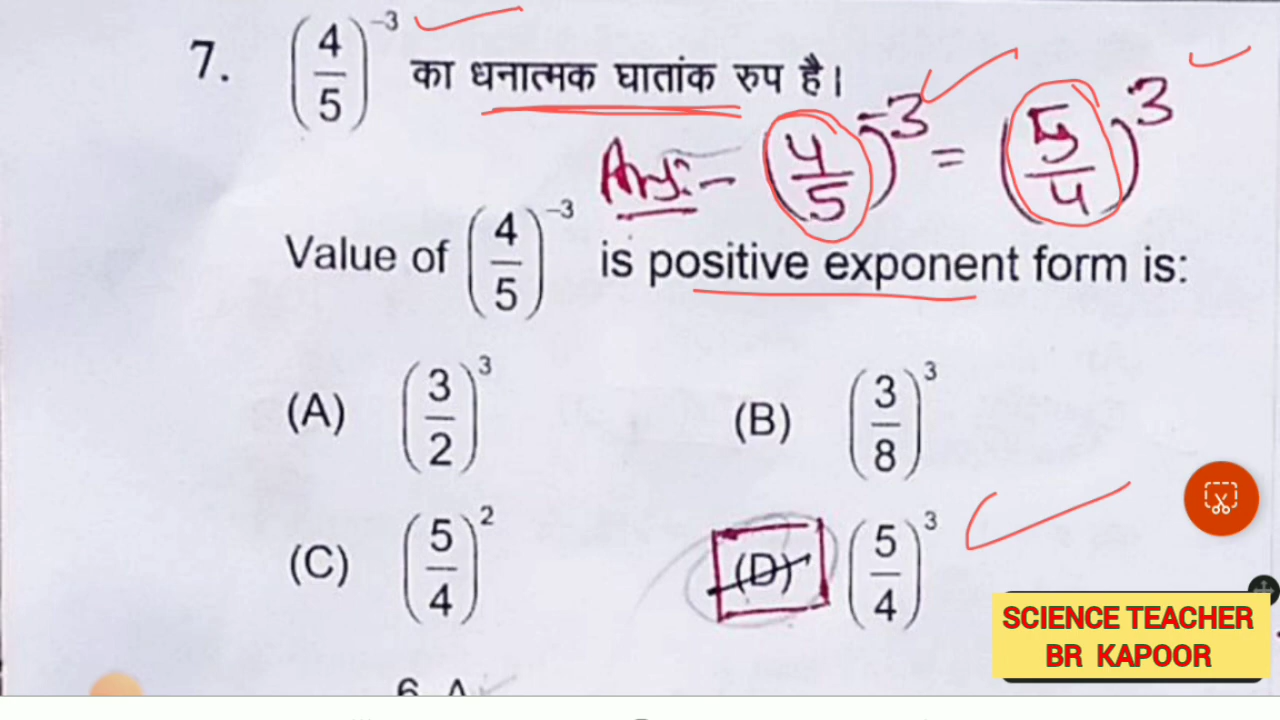 7. (4/5)⁻³ का धनात्मक घातांक रुप है।
Ans:- (4/5)⁻³ = (5/4)³
Value of (4/5)⁻³ is positive exponent form is:
(A) (3/2)³ (B) (3/8)³
(C) (5/4)² (D) (5/4)³
SCIENCE TEACHER
BR KAPOOR